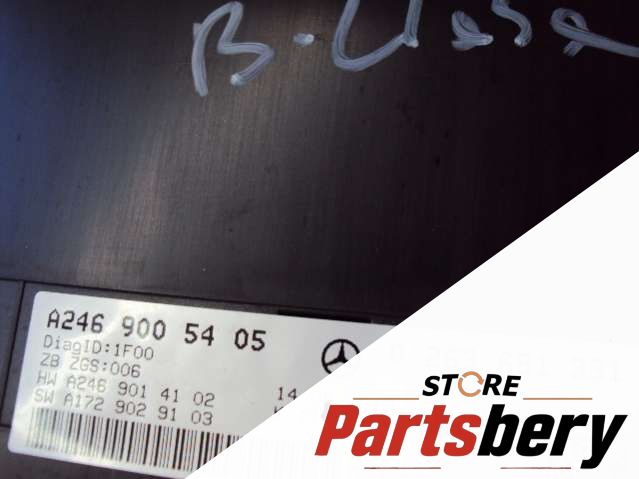 B-Class
A246 900 54 05
DiagID:1F00
ZB ZGS:006
HW A246 901 41 02 14
SW A172 902 91 03
STORE
Partsbery